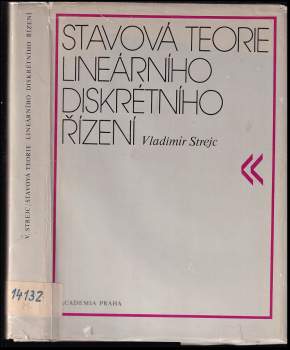 STAVOVÁ TEORIE
LINEÁRNÍHO
DISKRÉTNÍHO
ŘÍZENÍ Vladimír Strejc
ACADEMIA PRAHA
V. STREJC: STAVOVÁ TEORIE LINEÁRNÍHO DISKRÉTNÍHO ŘÍZENÍ
14132